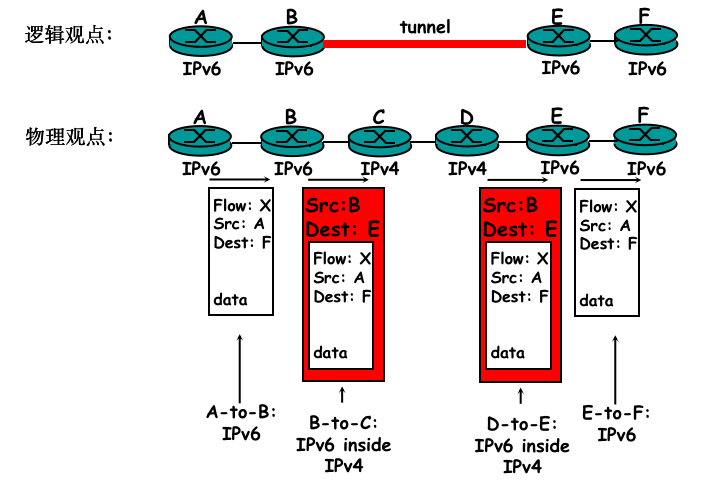 逻辑观点:
A
B
tunnel
E
F
IPv6
IPv6
IPv6
IPv6
物理观点:
A
B
C
D
E
F
IPv6
IPv6
IPv4
IPv4
IPv6
IPv6
Flow: X
Src: A
Dest: F
data
Src:B
Dest: E
Flow: X
Src: A
Dest: F
data
Src:B
Dest: E
Flow: X
Src: A
Dest: F
data
Flow: X
Src: A
Dest: F
data
A-to-B:
IPv6
B-to-C:
IPv6 inside
IPv4
D-to-E:
IPv6 inside
IPv4
E-to-F:
IPv6